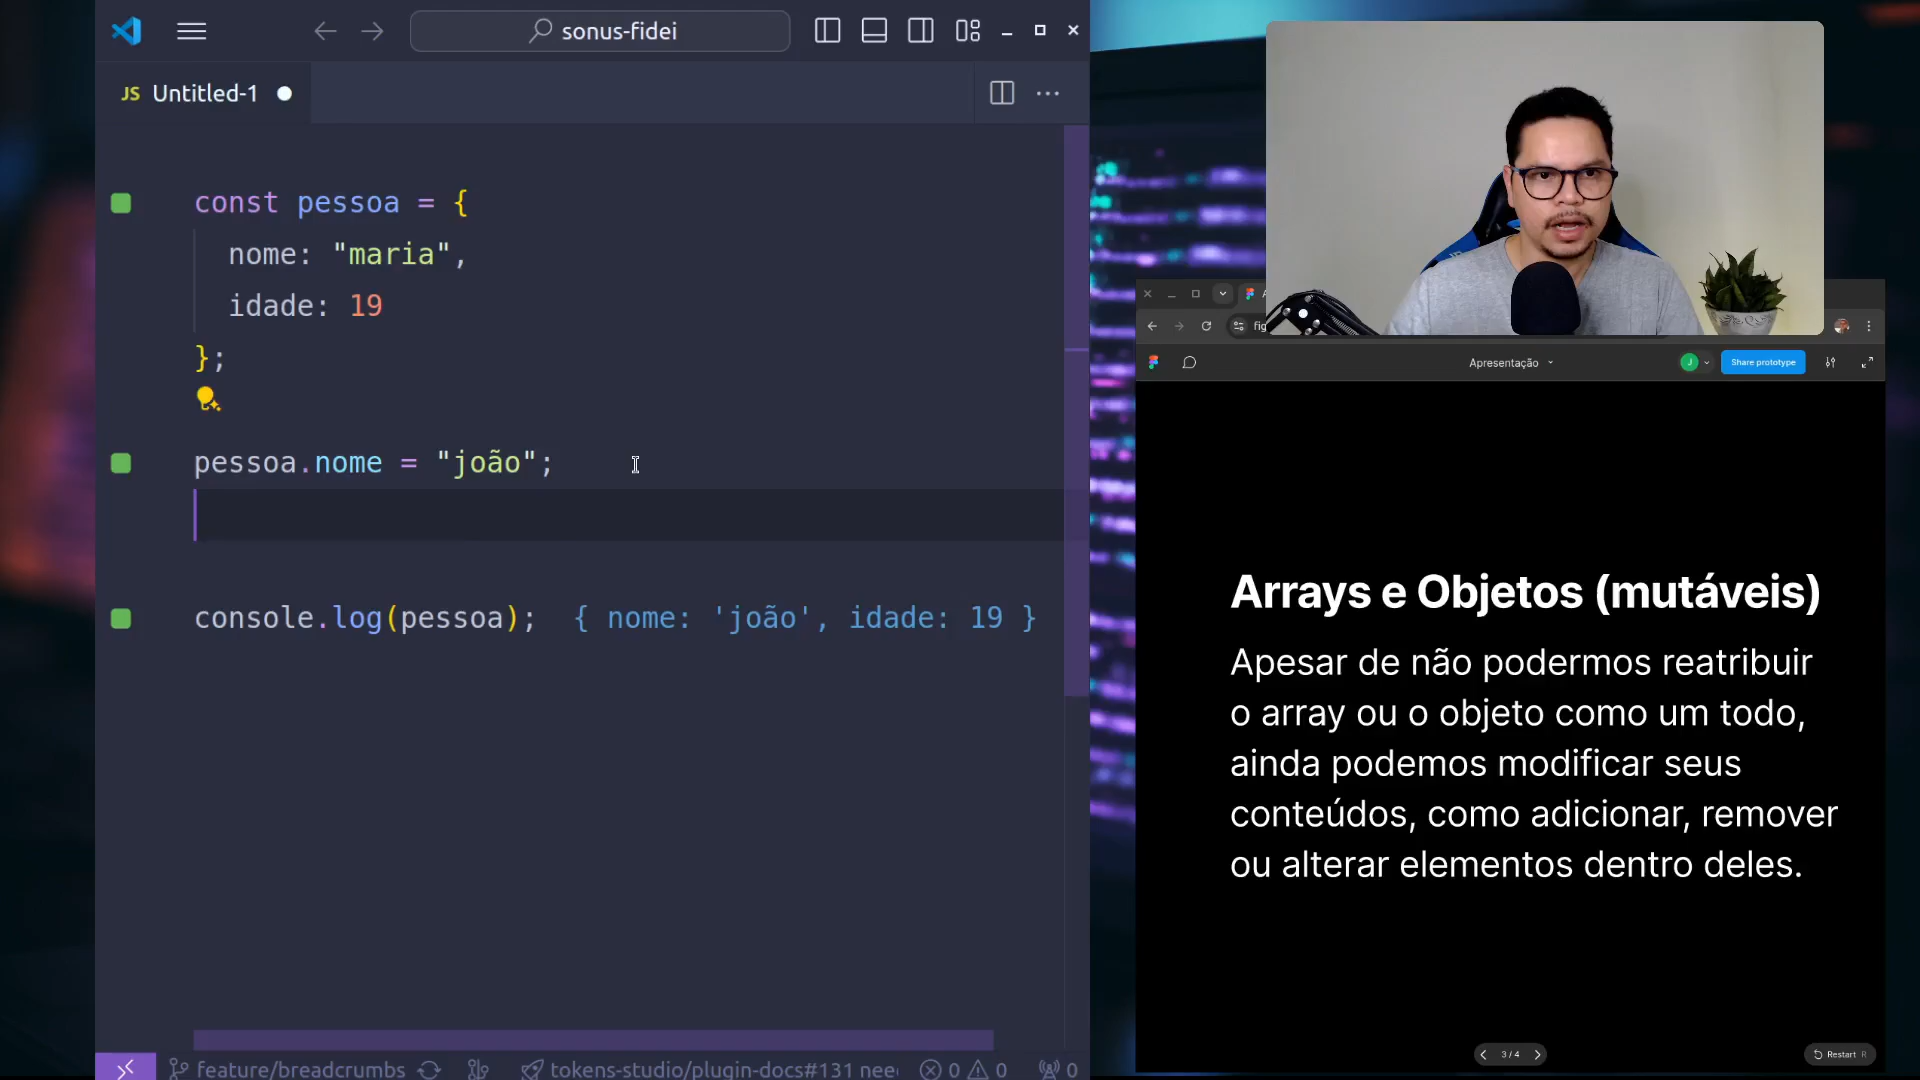 sonus-fidei
JS Untitled-1
const pessoa = {
nome: "maria",
idade: 19
};
pessoa.nome = "joão";
console.log(pessoa); { nome: 'joão', idade: 19 }
feature/breadcrumbs
tokens-studio/plugin-docs#131 nee
0 0
0
fig
Apresentação
J
Share prototype
Arrays e Objetos (mutáveis)
Apesar de não podermos reatribuir
o array ou o objeto como um todo,
ainda podemos modificar seus
conteúdos, como adicionar, remover
ou alterar elementos dentro deles.
3 / 4
Restart R